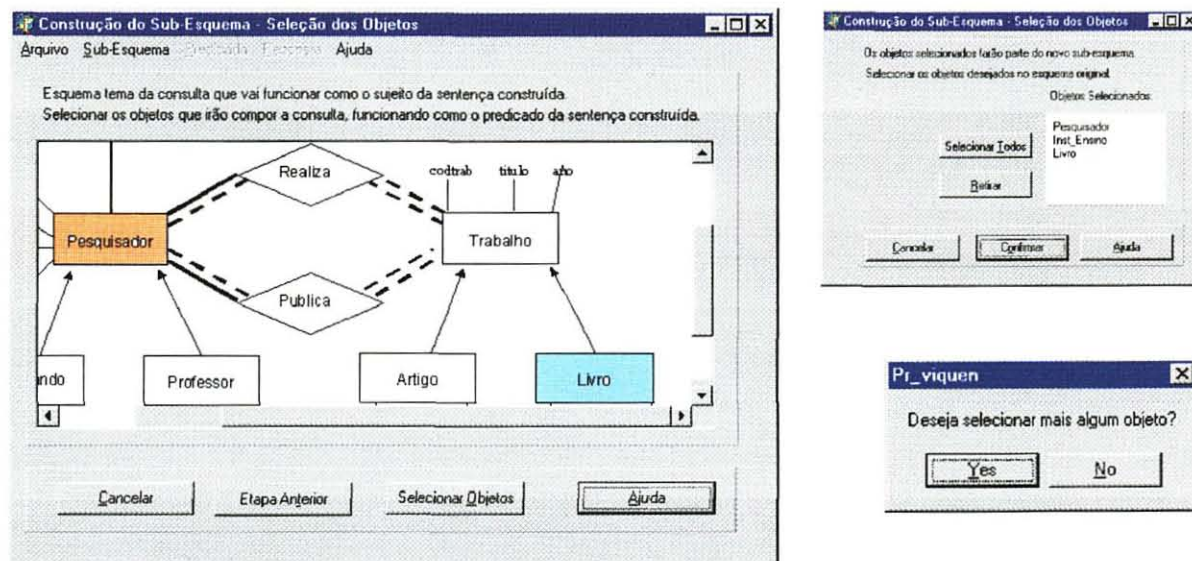 Construção do Sub-Esquema - Seleção dos Objetos
Arquivo Sub-Esquema Ajuda
Esquema tema da consulta que vai funcionar como o sujeito da sentença construída.
Selecionar os objetos que irão compor a consulta, funcionando como o predicado da sentença construída.
Realiza
codtrab titulo año
Pesquisador
Trabalho
Publica
ndo
Professor
Artigo
Livro
Cancelar Etapa Anterior Selecionar Objetos Ajuda
Construção do Sub-Esquema - Seleção dos Objetos
Os objetos selecionados farão parte do novo sub-esquema.
Selecionar os objetos desejados no esquema original.
Objetos Selecionados:
Pesquisador
Inst_Ensino
Livro
Selecionar Todos
Retirar
Cancelar Confirmar Ajuda
Pr_viquen
Deseja selecionar mais algum objeto?
Yes No